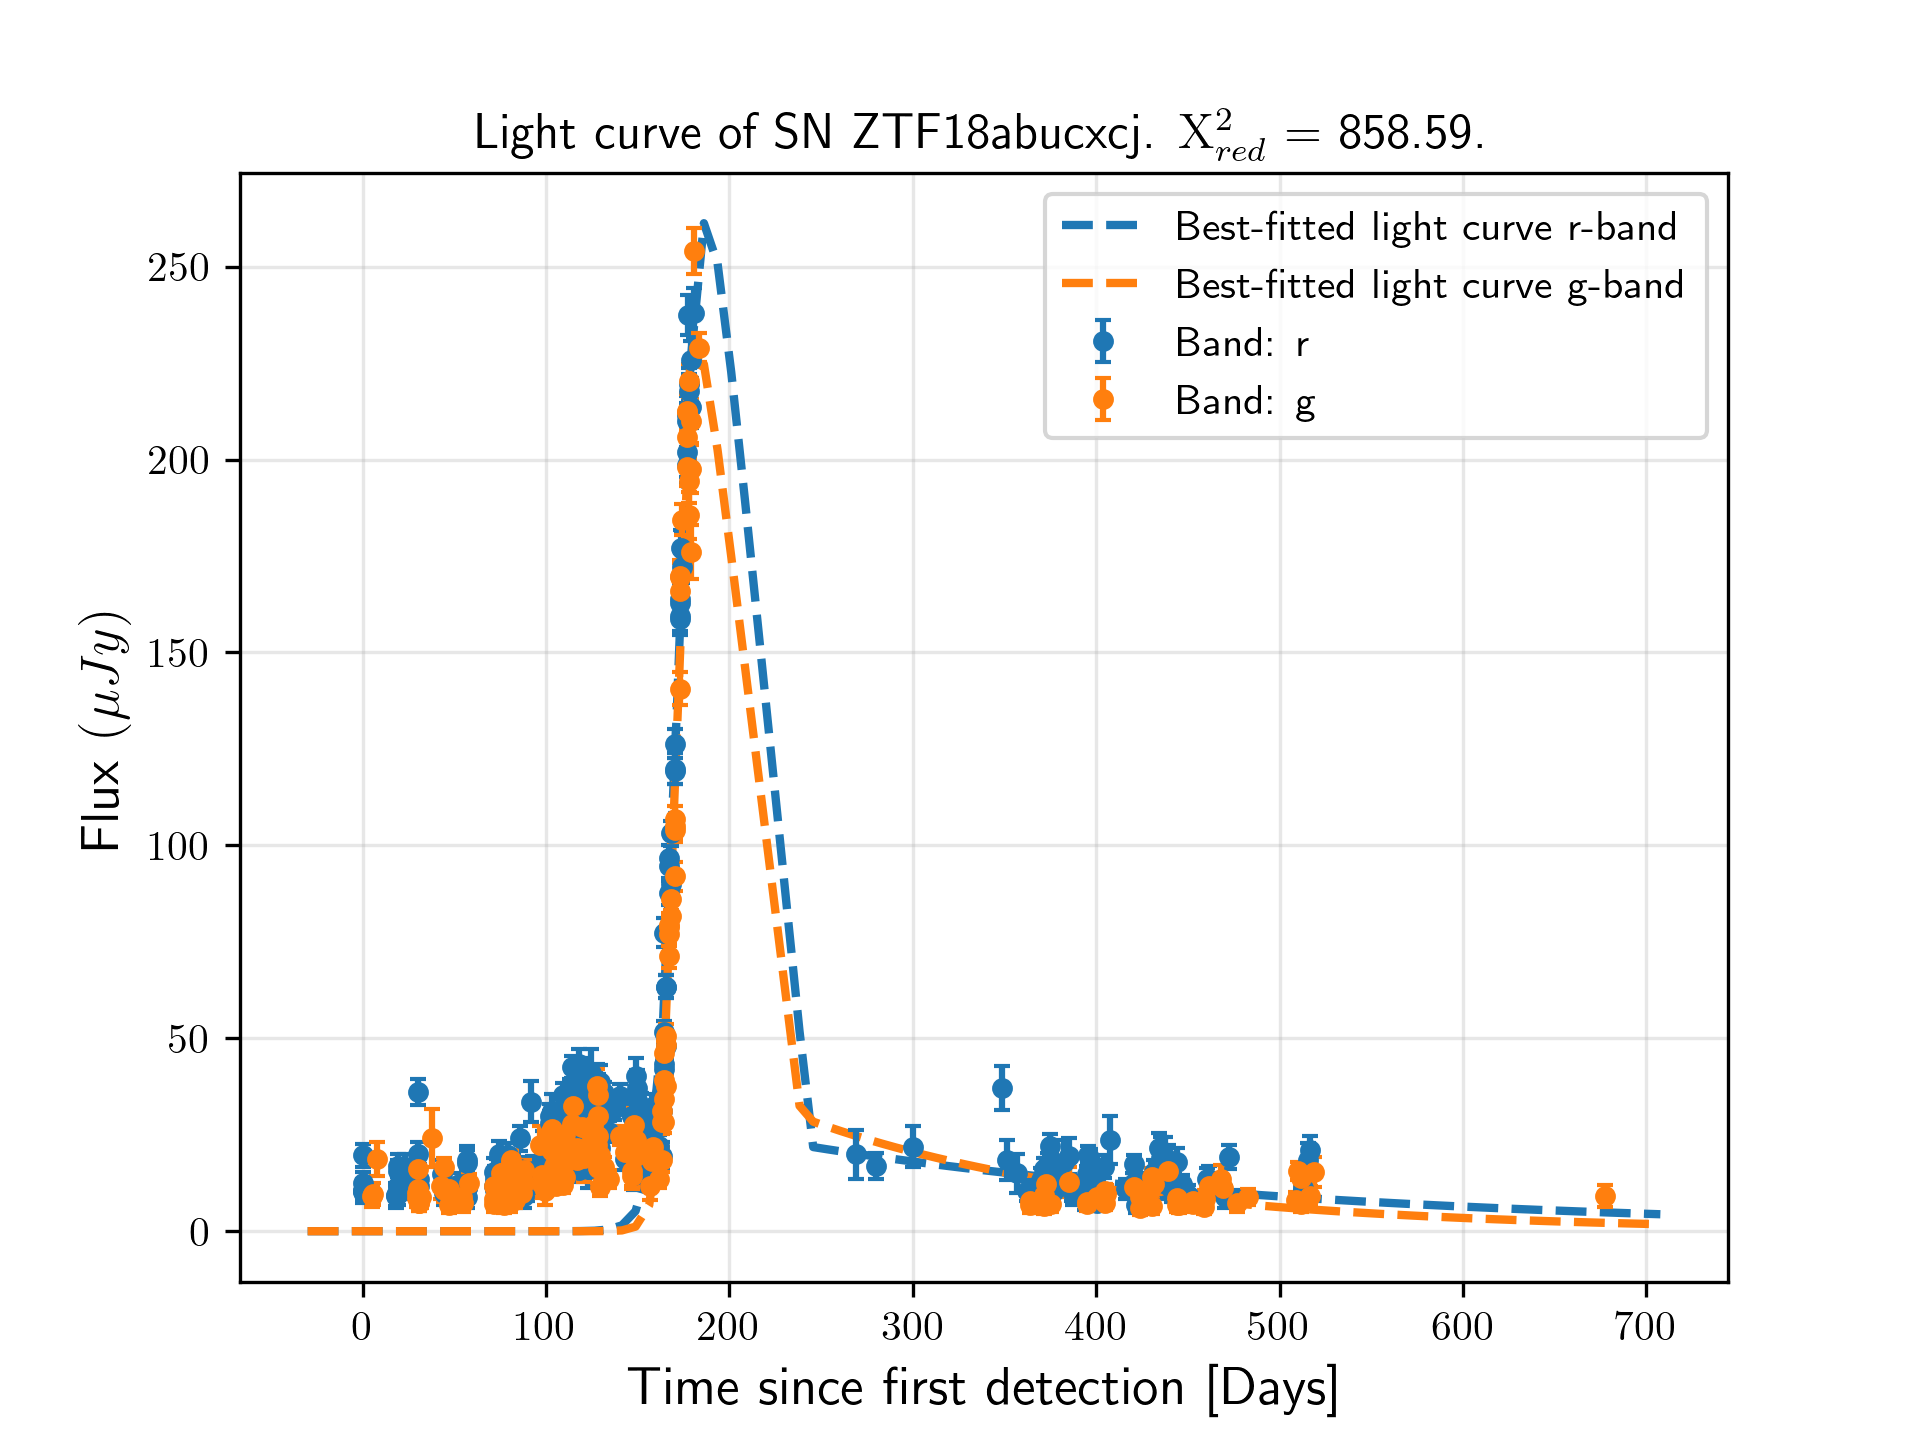 Light curve of SN ZTF18abucxcj. X²_red = 858.59.
Best-fitted light curve r-band
Best-fitted light curve g-band
Band: r
Band: g
Flux (μJy)
250
200
150
100
50
0
0 100 200 300 400 500 600 700
Time since first detection [Days]